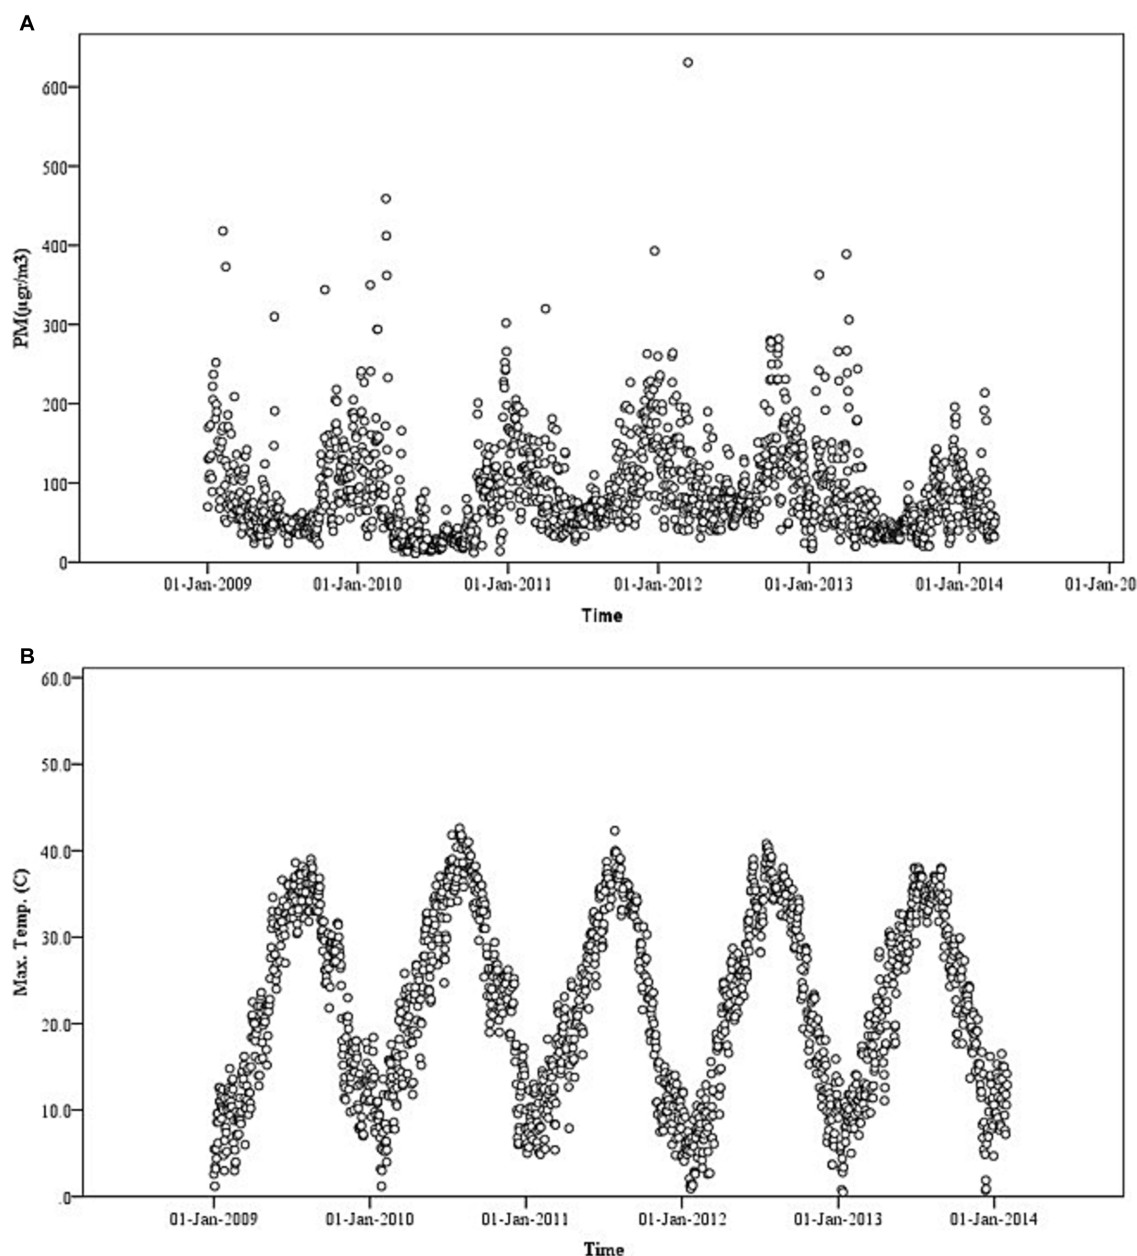 A
PM(µgr/m3)
600
500
400
300
200
100
0
01-Jan-2009 01-Jan-2010 01-Jan-2011 01-Jan-2012 01-Jan-2013 01-Jan-2014 01-Jan-20
Time
B
Max. Temp. (C)
60.0
50.0
40.0
30.0
20.0
10.0
.0
01-Jan-2009 01-Jan-2010 01-Jan-2011 01-Jan-2012 01-Jan-2013 01-Jan-2014
Time